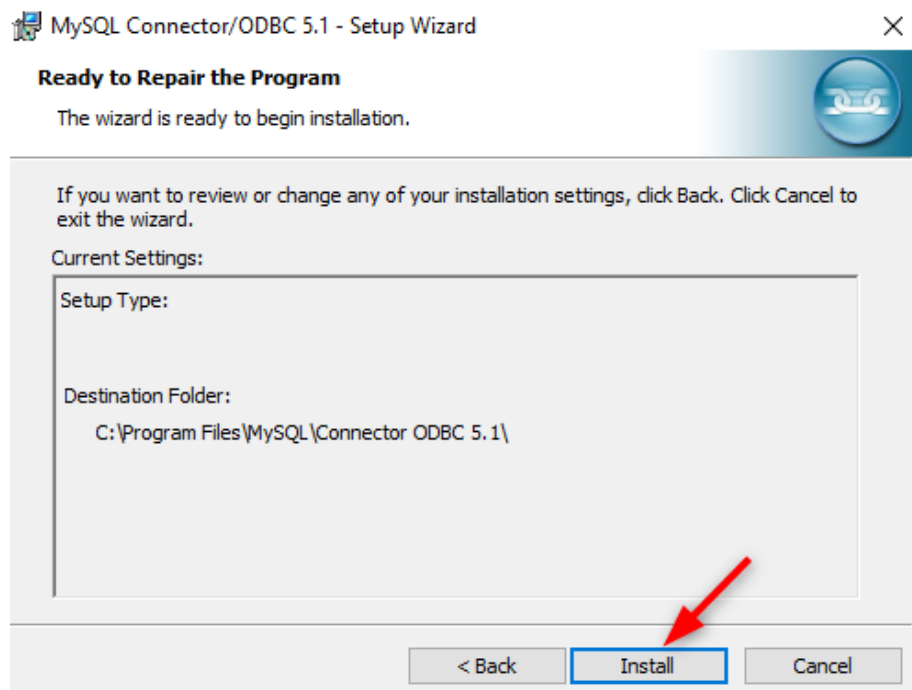 MySQL Connector/ODBC 5.1 - Setup Wizard
Ready to Repair the Program
The wizard is ready to begin installation.
If you want to review or change any of your installation settings, click Back. Click Cancel to
exit the wizard.
Current Settings:
Setup Type:
Destination Folder:
C:\Program Files\MySQL\Connector ODBC 5.1\
< Back
Install
Cancel